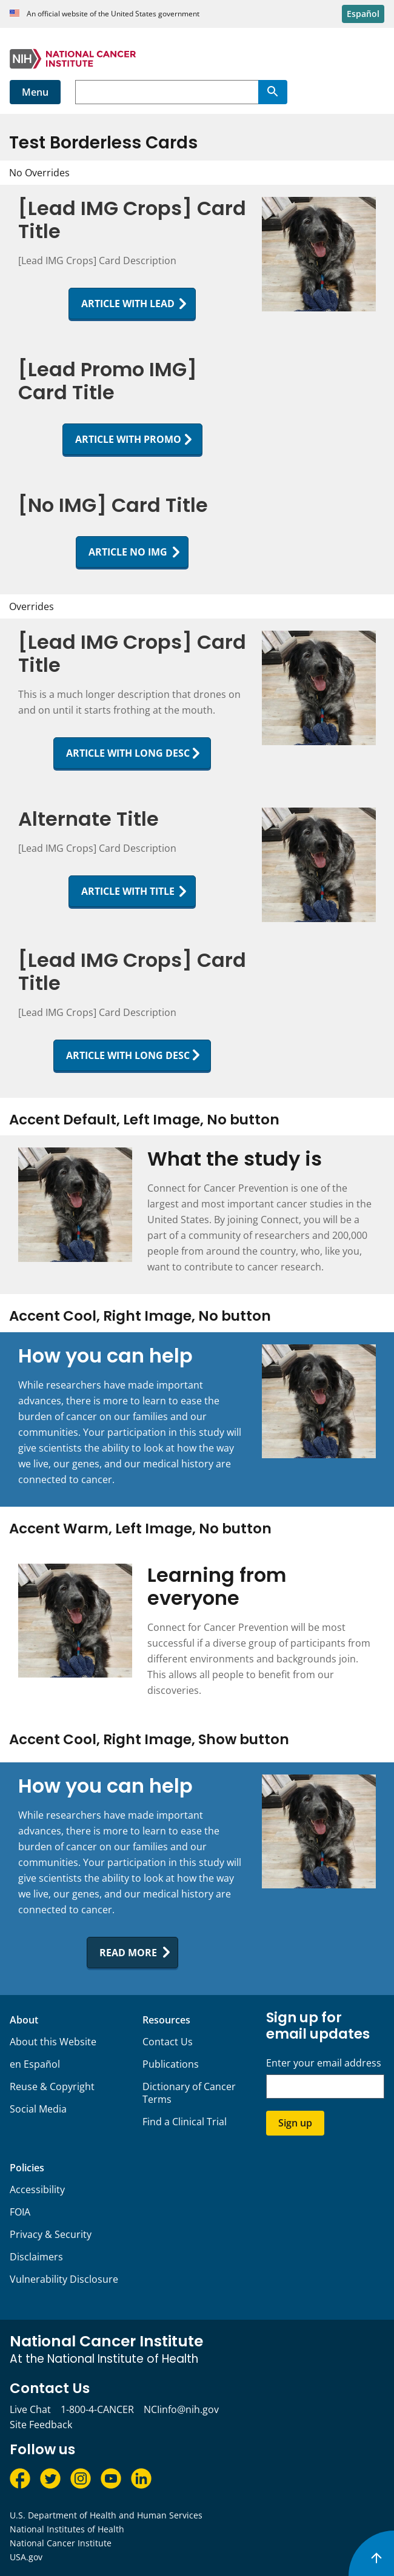 An official website of the United States government
Español
NIH NATIONAL CANCER
INSTITUTE
Menu
Test Borderless Cards
No Overrides
[Lead IMG Crops] Card
Title
[Lead IMG Crops] Card Description
ARTICLE WITH LEAD
[Lead Promo IMG]
Card Title
ARTICLE WITH PROMO
[No IMG] Card Title
ARTICLE NO IMG
Overrides
[Lead IMG Crops] Card
Title
This is a much longer description that drones on
and on until it starts frothing at the mouth.
ARTICLE WITH LONG DESC
Alternate Title
[Lead IMG Crops] Card Description
ARTICLE WITH TITLE
[Lead IMG Crops] Card
Title
[Lead IMG Crops] Card Description
ARTICLE WITH LONG DESC
Accent Default, Left Image, No button
What the study is
Connect for Cancer Prevention is one of the
largest and most important cancer studies in the
United States. By joining Connect, you will be a
part of a community of researchers and 200,000
people from around the country, who, like you,
want to contribute to cancer research.
Accent Cool, Right Image, No button
How you can help
While researchers have made important
advances, there is more to learn to ease the
burden of cancer on our families and our
communities. Your participation in this study will
give scientists the ability to look at how the way
we live, our genes, and our medical history are
connected to cancer.
Accent Warm, Left Image, No button
Learning from
everyone
Connect for Cancer Prevention will be most
successful if a diverse group of participants from
different environments and backgrounds join.
This allows all people to benefit from our
discoveries.
Accent Cool, Right Image, Show button
How you can help
While researchers have made important
advances, there is more to learn to ease the
burden of cancer on our families and our
communities. Your participation in this study will
give scientists the ability to look at how the way
we live, our genes, and our medical history are
connected to cancer.
READ MORE
About
About this Website
en Español
Reuse & Copyright
Social Media
Resources
Contact Us
Publications
Dictionary of Cancer
Terms
Find a Clinical Trial
Sign up for
email updates
Enter your email address
Sign up
Policies
Accessibility
FOIA
Privacy & Security
Disclaimers
Vulnerability Disclosure
National Cancer Institute
At the National Institute of Health
Contact Us
Live Chat 1-800-4-CANCER NCIinfo@nih.gov
Site Feedback
Follow us
U.S. Department of Health and Human Services
National Institutes of Health
National Cancer Institute
USA.gov